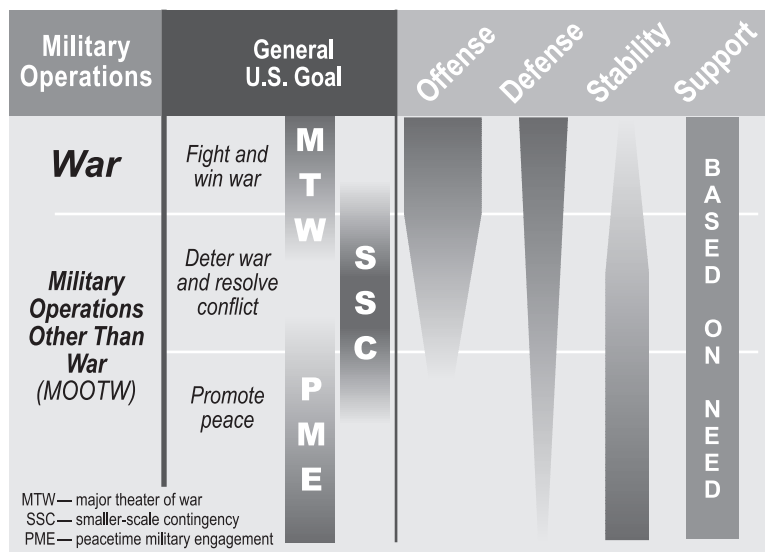 Military
Operations
General
U.S. Goal
Offense
Defense
Stability
Support
War
Fight and
win war
M
T
W
Military
Operations
Other Than
War
(MOOTW)
Deter war
and resolve
conflict
S
S
C
Promote
peace
P
M
E
B
A
S
E
D
O
N
N
E
E
D
MTW— major theater of war
SSC— smaller-scale contingency
PME— peacetime military engagement